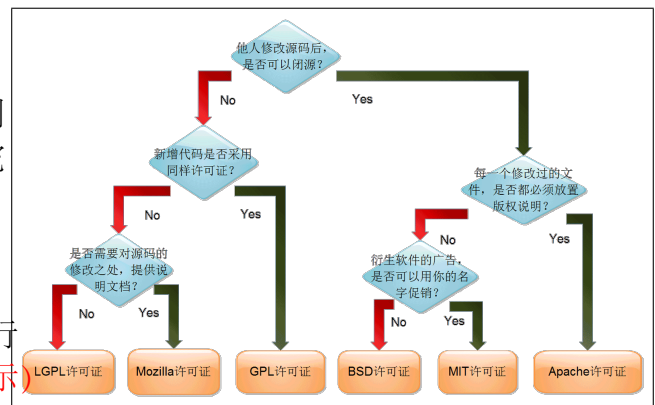 他人修改源码后，
是否可以闭源？
No
Yes
新增代码是否采用
同样许可证？
每一个修改过的文
件，是否都必须放置
版权说明？
No
Yes
No
Yes
是否需要对源码的
修改之处，提供说
明文档？
衍生软件的广告，
是否可以用你的名
字促销？
No
Yes
No
Yes
行
示）
LGPL许可证
Mozilla许可证
GPL许可证
BSD许可证
MIT许可证
Apache许可证